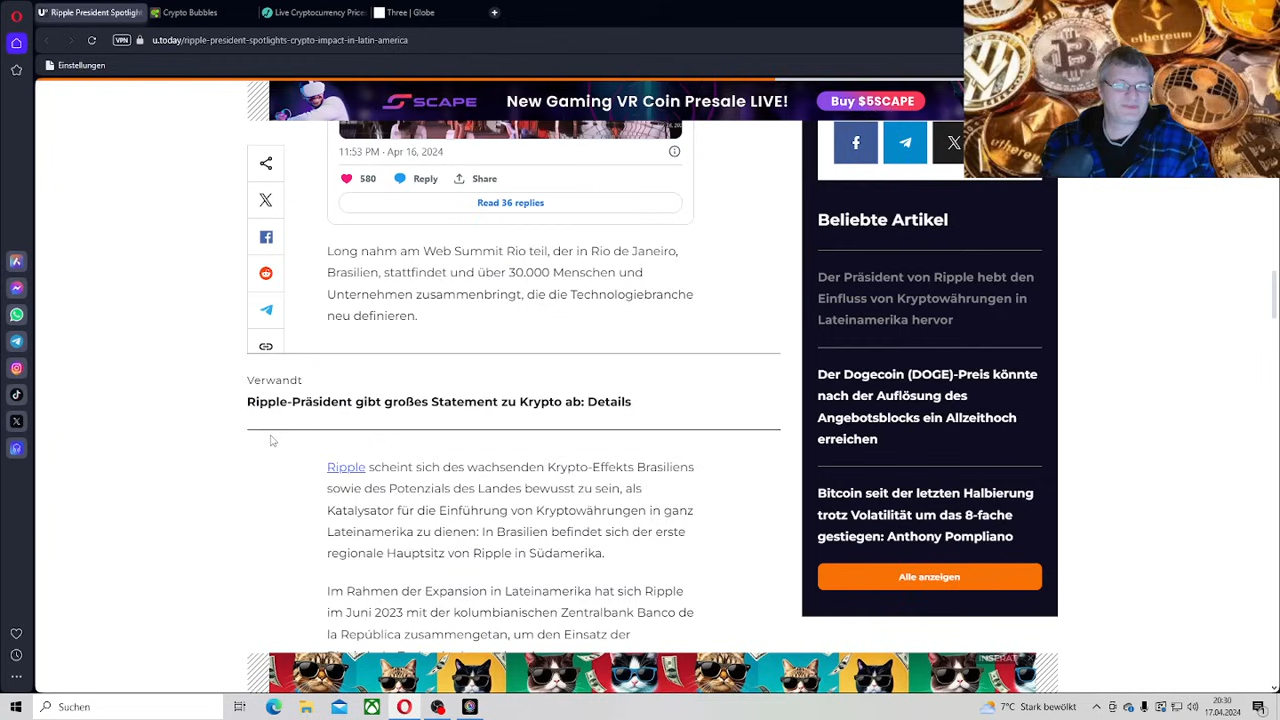 Ripple President Spotlight
Crypto Bubbles
Live Cryptocurrency Price
Three | Globe
VPN
u.today/ripple-president-spotlights-crypto-impact-in-latin-america
Einstellungen
SCAPE
New Gaming VR Coin Presale LIVE!
Buy $5SCAPE
11:53 PM · Apr 16, 2024
580
Reply
Share
Read 36 replies
Long nahm am Web Summit Rio teil, der in Rio de Janeiro,
Brasilien, stattfindet und über 30.000 Menschen und
Unternehmen zusammenbringt, die die Technologiebranche
neu definieren.
Verwandt
Ripple-Präsident gibt großes Statement zu Krypto ab: Details
Ripple scheint sich des wachsenden Krypto-Effekts Brasiliens
sowie des Potenzials des Landes bewusst zu sein, als
Katalysator für die Einführung von Kryptowährungen in ganz
Lateinamerika zu dienen: In Brasilien befindet sich der erste
regionale Hauptsitz von Ripple in Südamerika.
Im Rahmen der Expansion in Lateinamerika hat sich Ripple
im Juni 2023 mit der kolumbianischen Zentralbank Banco de
la República zusammengetan, um den Einsatz der
Beliebte Artikel
Der Präsident von Ripple hebt den
Einfluss von Kryptowährungen in
Lateinamerika hervor
Der Dogecoin (DOGE)-Preis könnte
nach der Auflösung des
Angebotsblocks ein Allzeithoch
erreichen
Bitcoin seit der letzten Halbierung
trotz Volatilität um das 8-fache
gestiegen: Anthony Pompliano
Alle anzeigen
INSERAT
ethereum
Suchen
7°C Stark bewölkt
20:30
17.04.2024